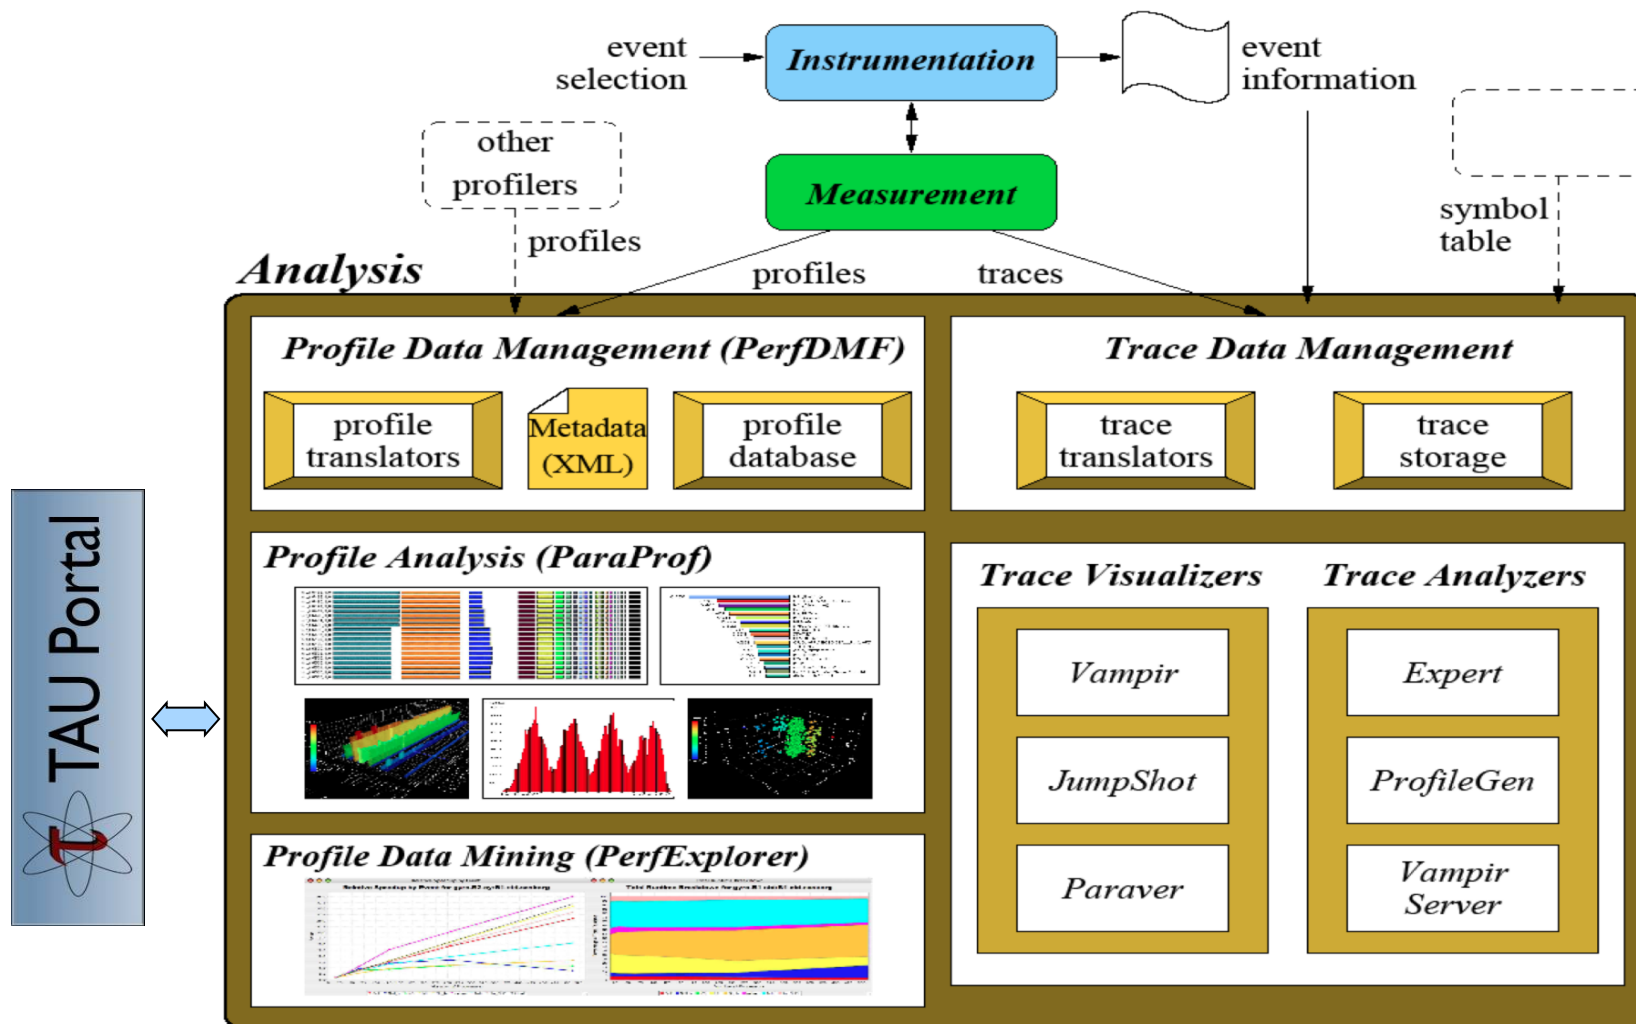 event
selection
Instrumentation
event
information
other
profilers
Measurement
symbol
table
profiles
profiles
traces
Analysis
Profile Data Management (PerfDMF)
profile
translators
Metadata
(XML)
profile
database
Trace Data Management
trace
translators
trace
storage
TAU Portal
Profile Analysis (ParaProf)
Trace Visualizers
Vampir
JumpShot
Paraver
Trace Analyzers
Expert
ProfileGen
Vampir
Server
Profile Data Mining (PerfExplorer)